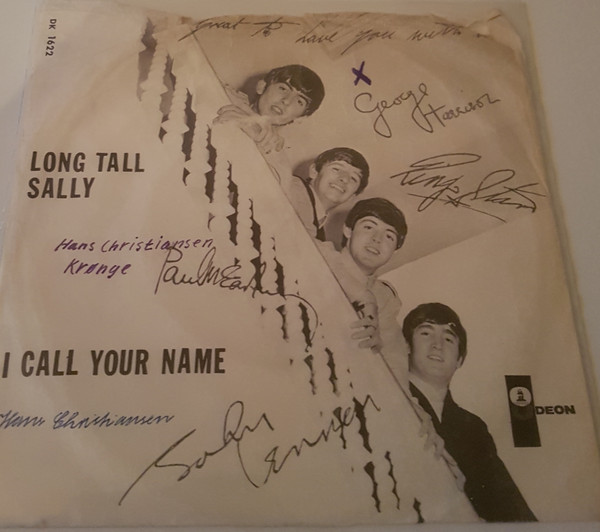 DK 1622
great to have you with
X
George
Harrison
LONG TALL
SALLY
Ringo Starr
Hans Christiansen
Krønge
Paul McCartney
I CALL YOUR NAME
ODEON
Hans Christiansen
John
Lennon